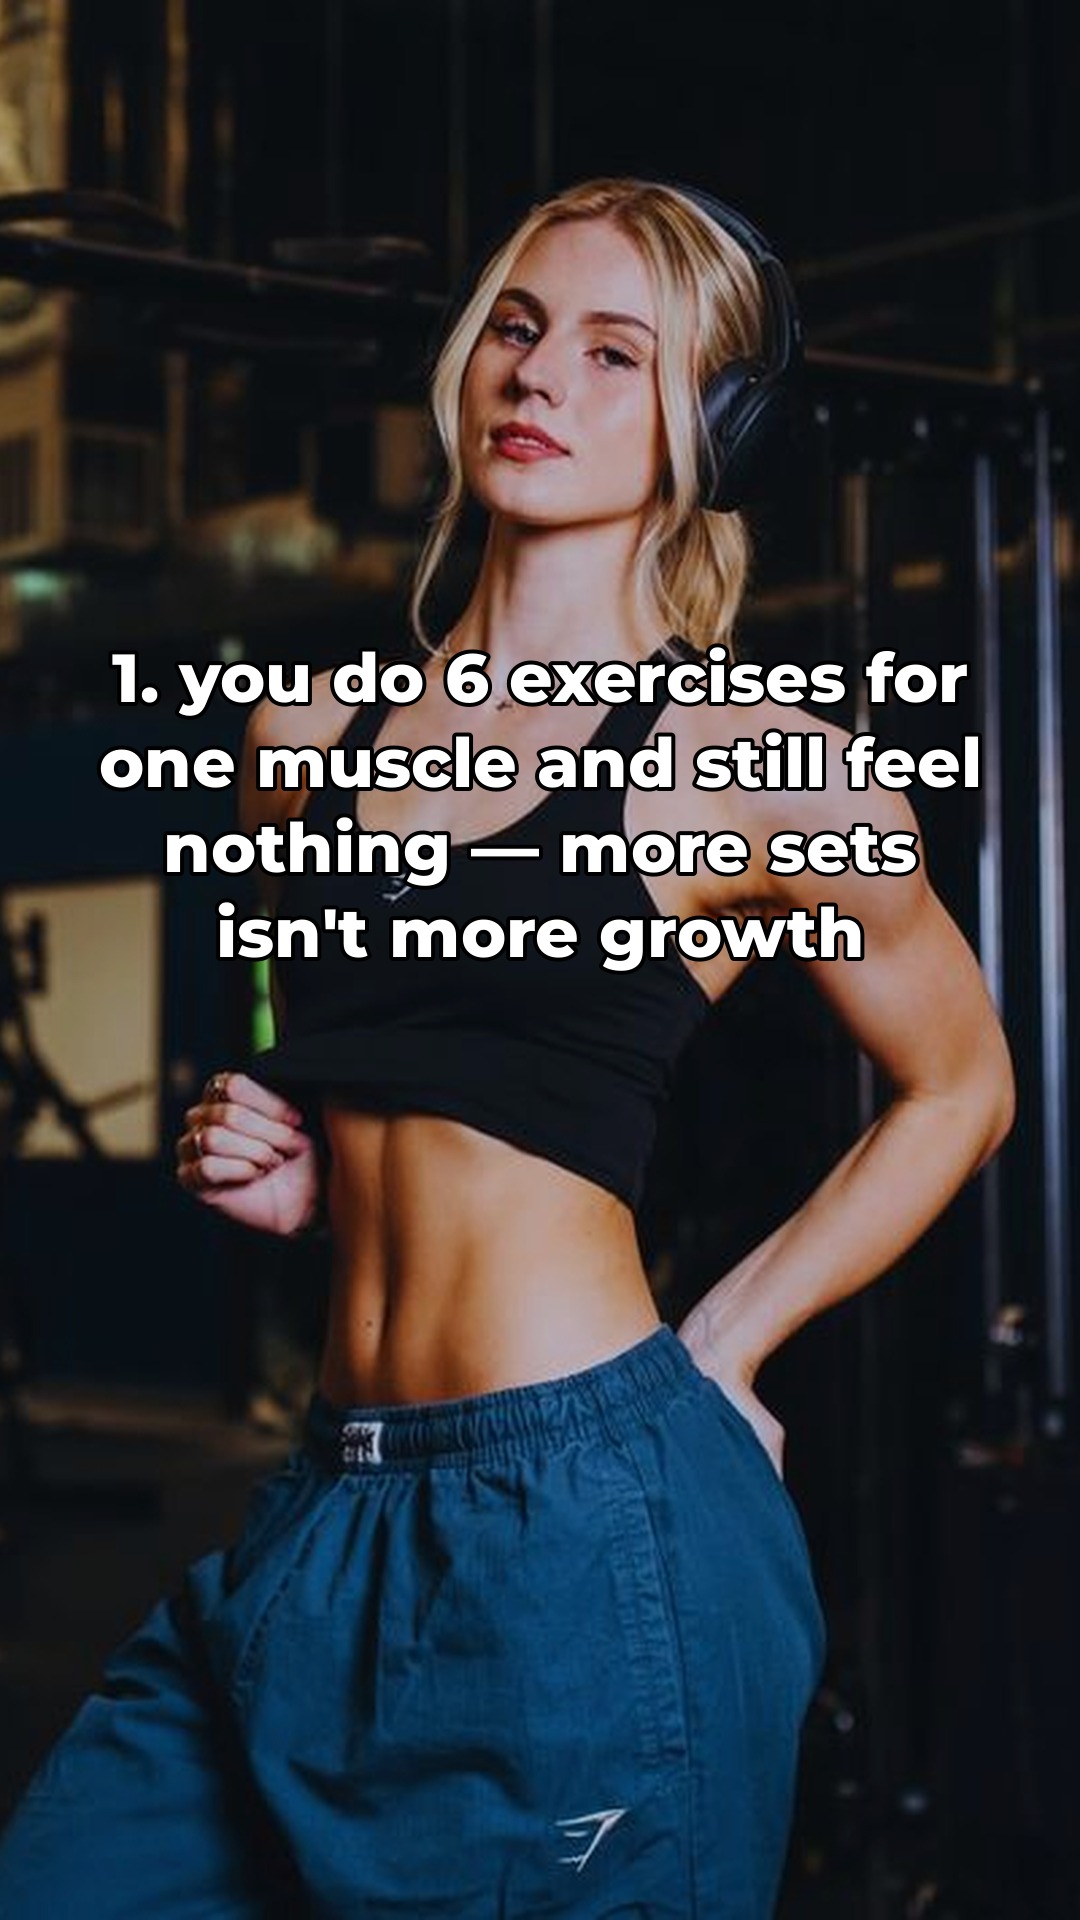 1. you do 6 exercises for
one muscle and still feel
nothing — more sets
isn't more growth